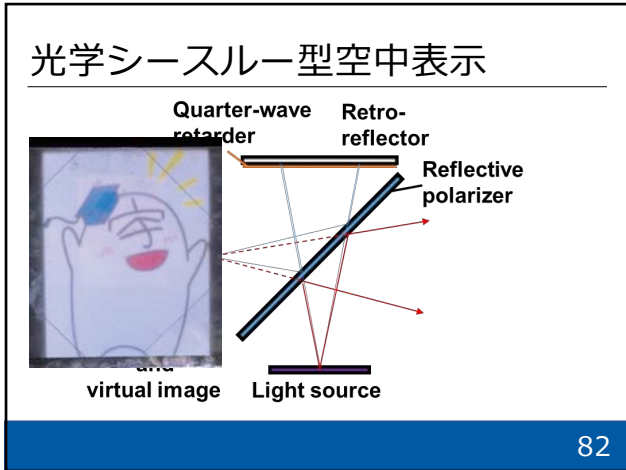 光学シースルー型空中表示
Quarter-wave
retarder
Retro-
reflector
Reflective
polarizer
and
virtual image
Light source
82